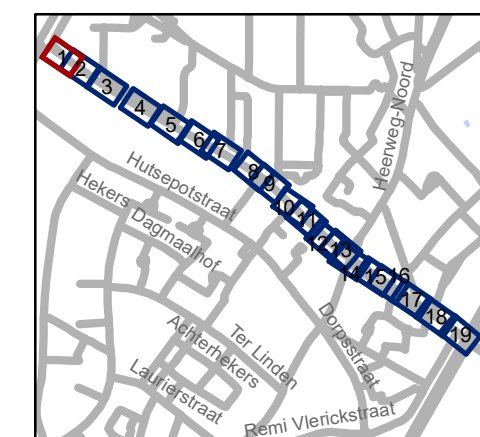 1
2
3
4
5
6
7
8
9
10
11
12
13
14
15
16
17
18
19
Heerweg-Noord
Hutsepotstraat
Hekers
Dagmaalhof
Dorpsstraat
Ter Linden
Achterhekers
Laurierstraat
Remi Vlerickstraat